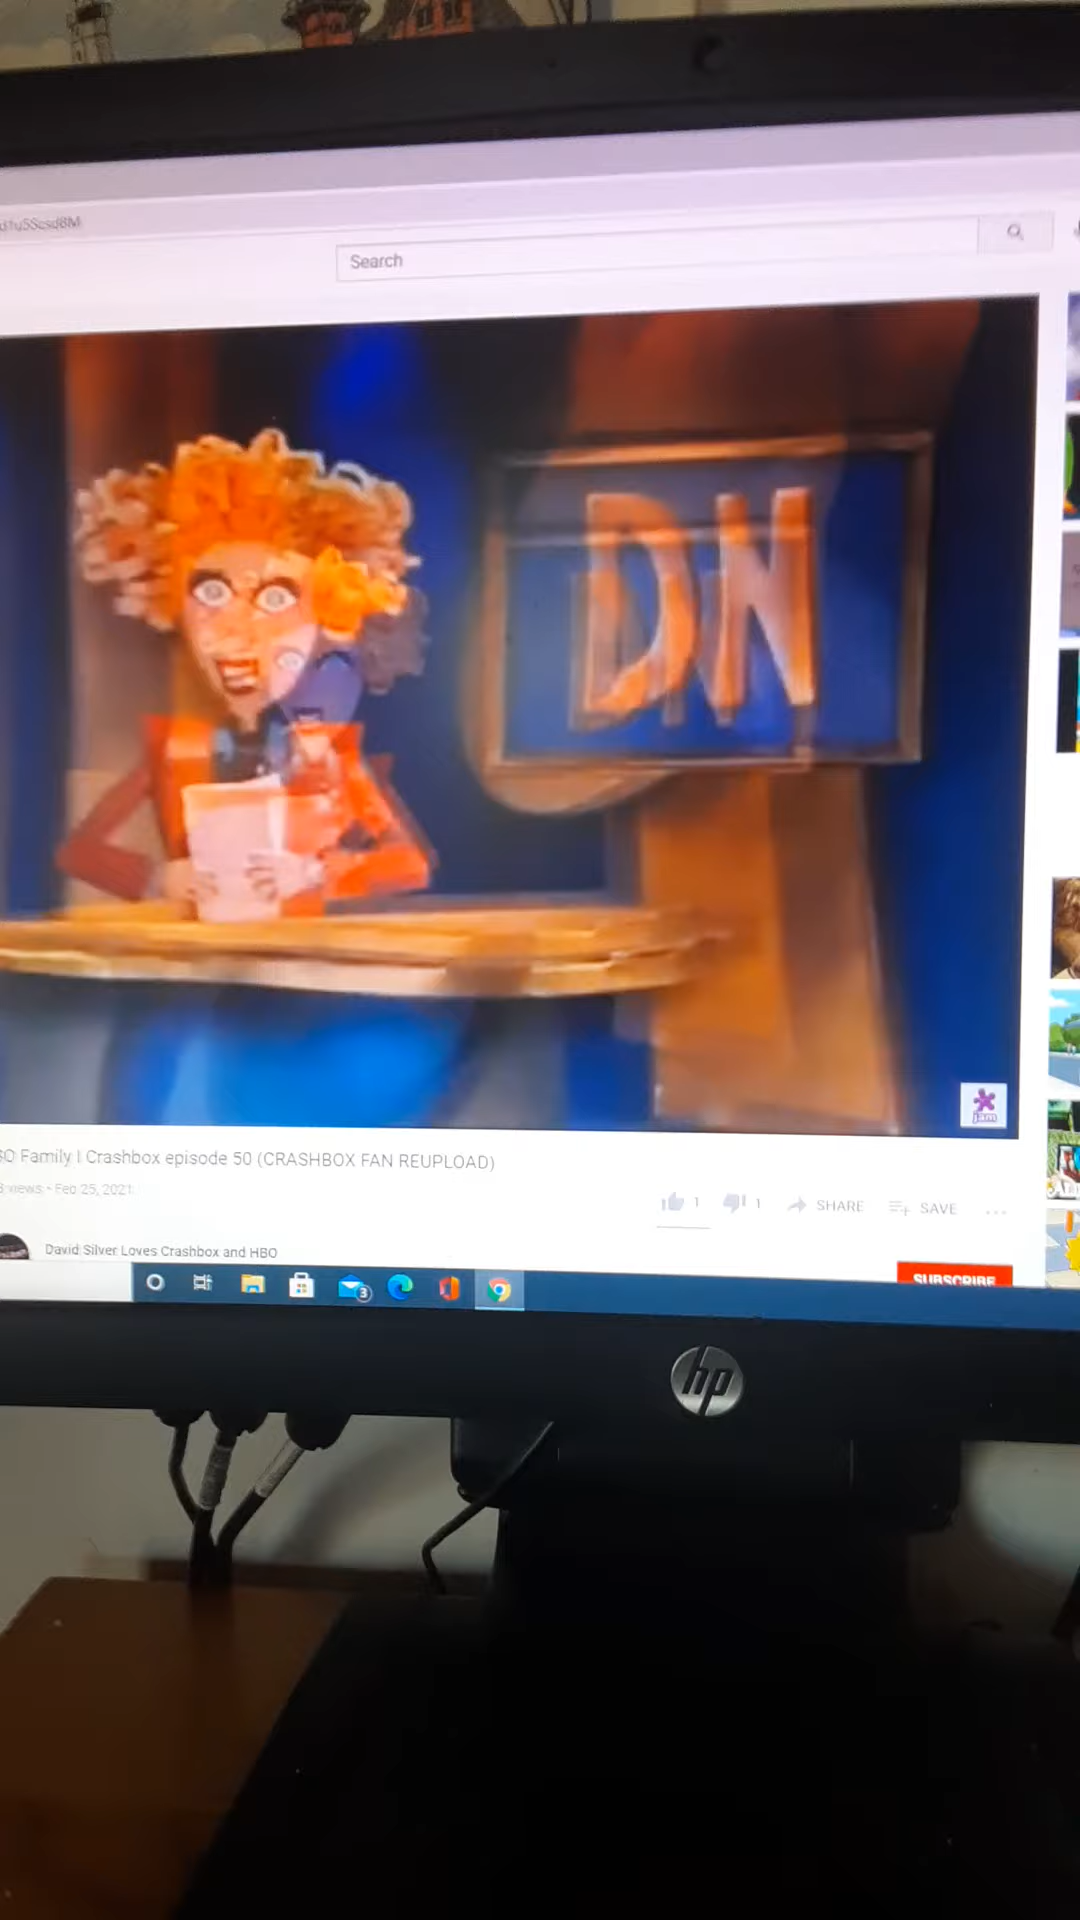 Search
DN
jam
Family | Crashbox episode 50 (CRASHBOX FAN REUPLOAD)
views • Feb 25, 2021
1
1
SHARE
SAVE
David Silver Loves Crashbox and HBO
SUBSCRIBE
3
hp